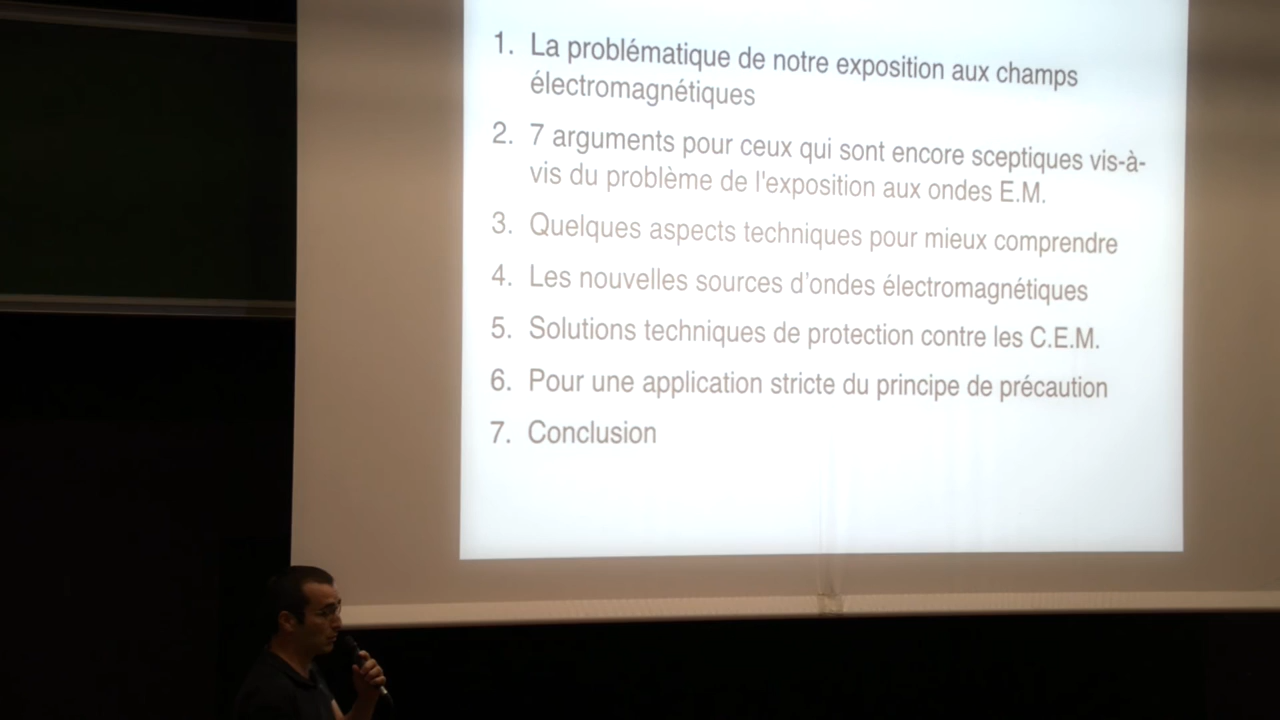 1. La problématique de notre exposition aux champs
électromagnétiques
2. 7 arguments pour ceux qui sont encore sceptiques vis-à-
vis du problème de l'exposition aux ondes E.M.
3. Quelques aspects techniques pour mieux comprendre
4. Les nouvelles sources d’ondes électromagnétiques
5. Solutions techniques de protection contre les C.E.M.
6. Pour une application stricte du principe de précaution
7. Conclusion